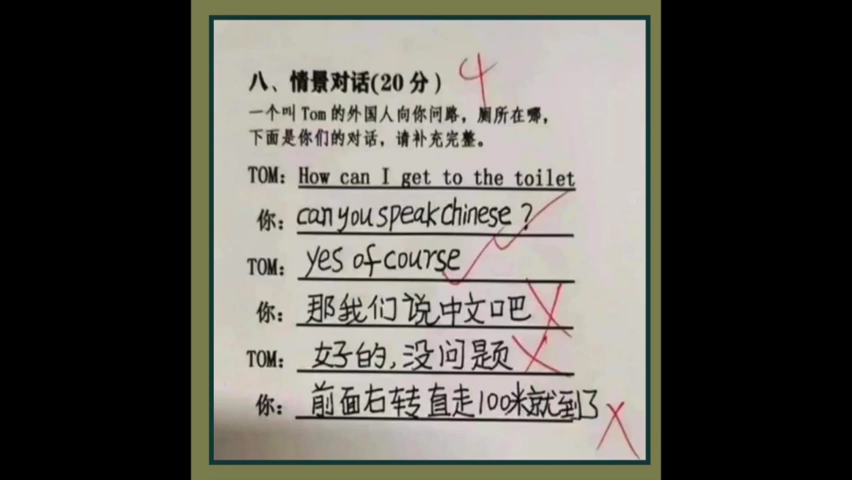 八、情景对话(20 分)
4
一个叫 Tom 的外国人向你问路，厕所在哪，
下面是你们的对话，请补充完整。
TOM: How can I get to the toilet
你: can you speak chinese ?
TOM: yes of course
你: 那我们说中文吧
TOM: 好的,没问题
你: 前面右转直走100米就到了